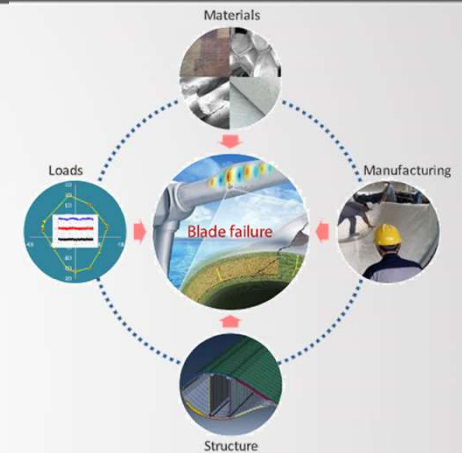 Materials
Loads
Manufacturing
Blade failure
Structure